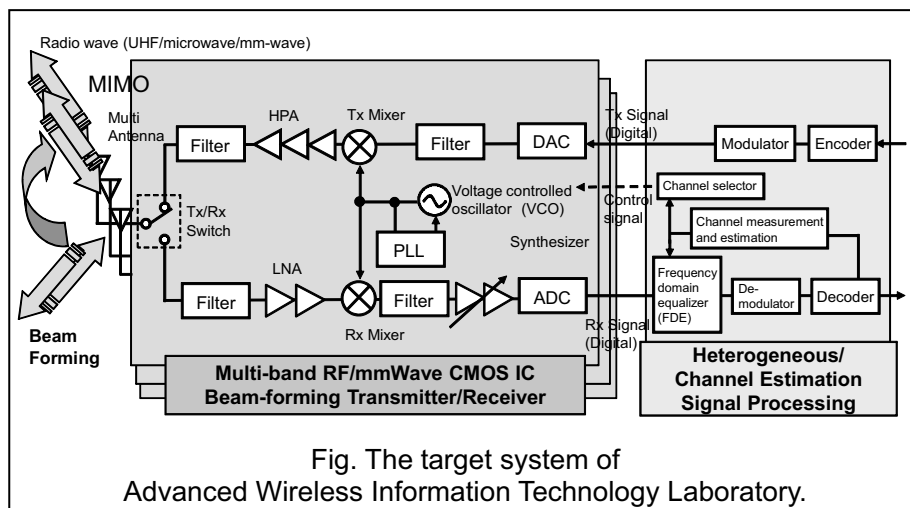 Radio wave (UHF/microwave/mm-wave)
MIMO
Multi
Antenna
Filter
HPA
Tx Mixer
Filter
DAC
Tx Signal
(Digital)
Modulator
Encoder
Tx/Rx
Switch
Voltage controlled
oscillator (VCO)
PLL
Synthesizer
Control
signal
Channel selector
Channel measurement
and estimation
Filter
LNA
Rx Mixer
Filter
ADC
Rx Signal
(Digital)
Frequency
domain
equalizer
(FDE)
De-
modulator
Decoder
Beam
Forming
Multi-band RF/mmWave CMOS IC
Beam-forming Transmitter/Receiver
Heterogeneous/
Channel Estimation
Signal Processing
Fig. The target system of
Advanced Wireless Information Technology Laboratory.